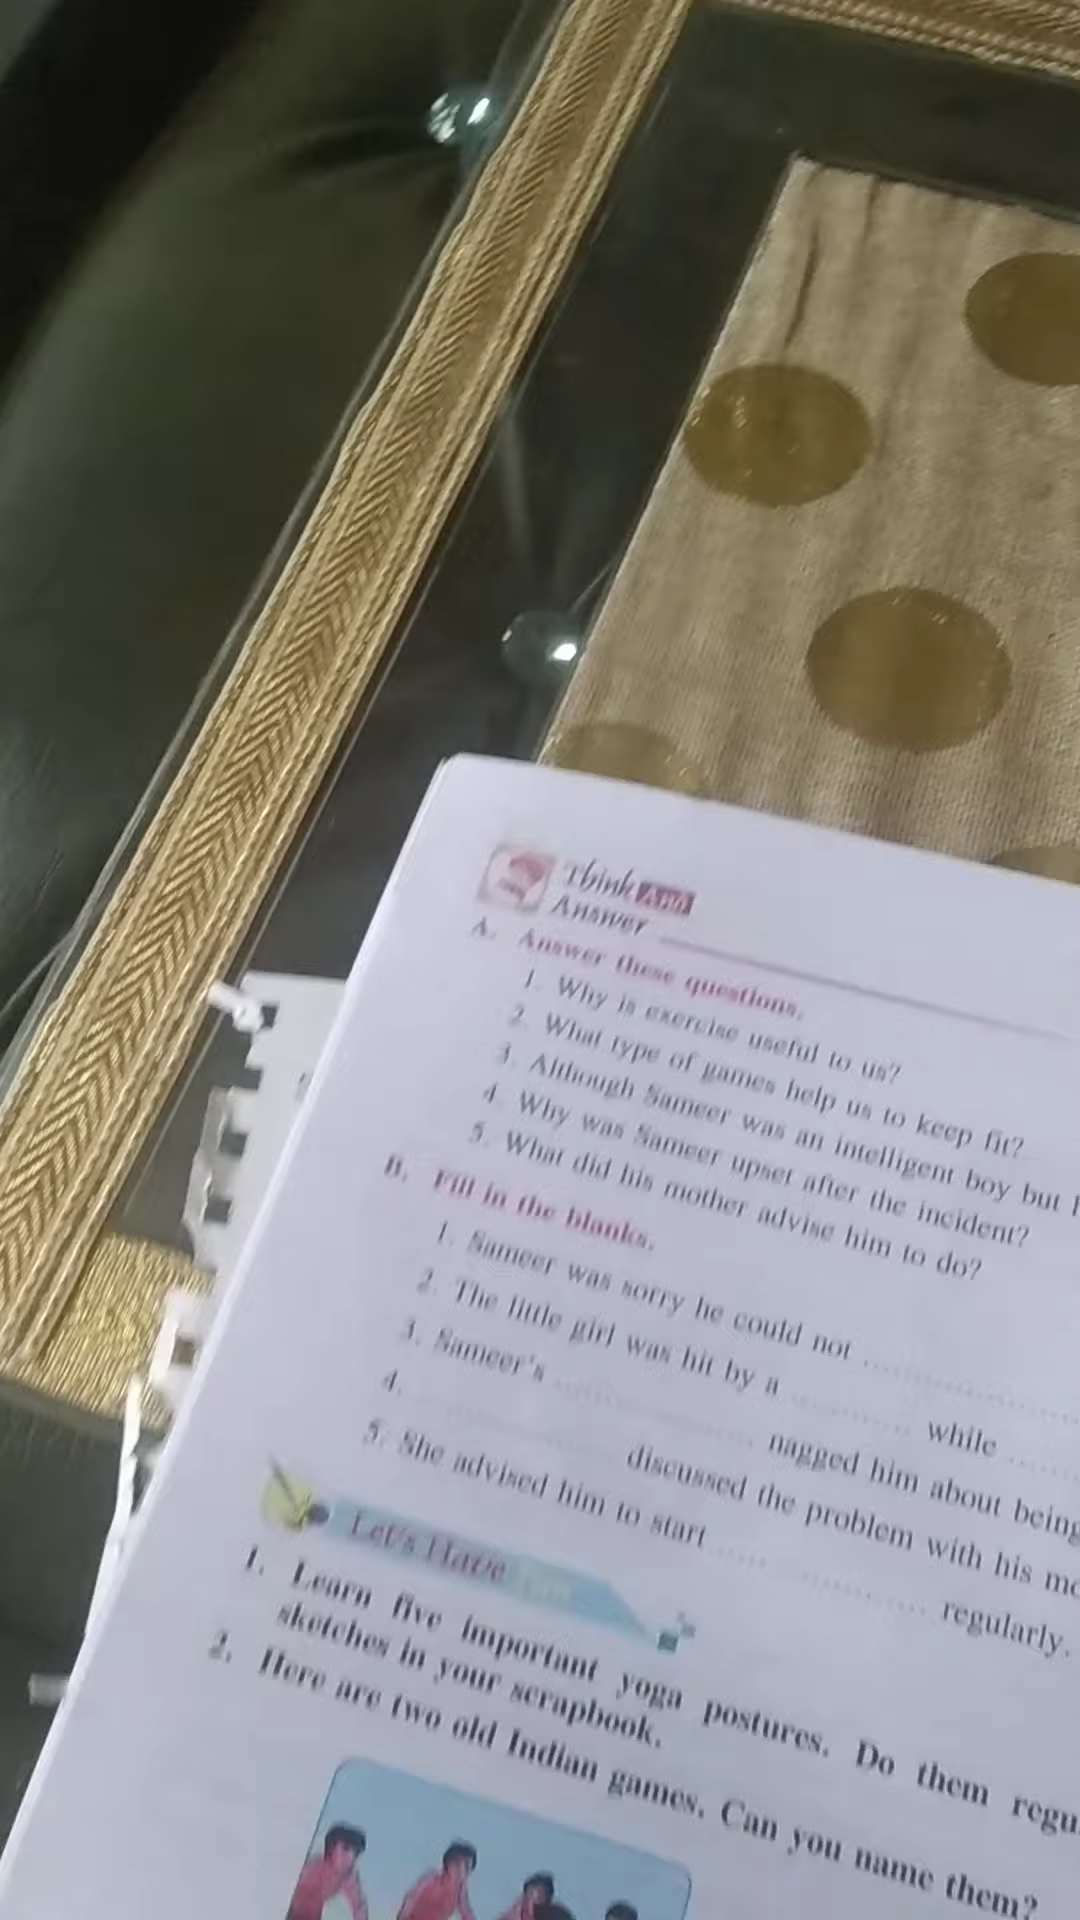 Think And
Answer
A. Answer these questions.
1. Why is exercise useful to us?
2. What type of games help us to keep fit?
3. Although Sameer was an intelligent boy but
4. Why was Sameer upset after the incident?
5. What did his mother advise him to do?
B. Fill in the blanks.
1. Sameer was sorry he could not ..........
2. The little girl was hit by a .......... while ..........
3. Sameer's .......... nagged him about being
4. .......... discussed the problem with his
5. She advised him to start .......... regularly.
Let's Have
1. Learn five important yoga postures. Do them
sketches in your scrapbook.
2. Here are two old Indian games. Can you name them?